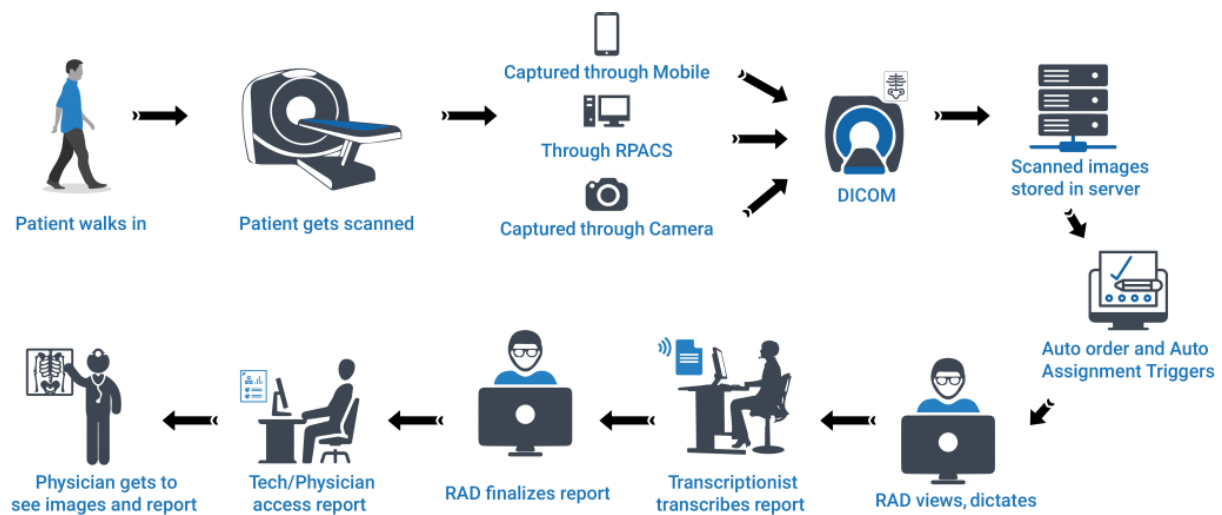 Captured through Mobile
Through RPACS
Captured through Camera
Patient walks in
Patient gets scanned
DICOM
Scanned images
stored in server
Auto order and Auto
Assignment Triggers
RAD views, dictates
Transcriptionist
transcribes report
RAD finalizes report
Tech/Physician
access report
Physician gets to
see images and report